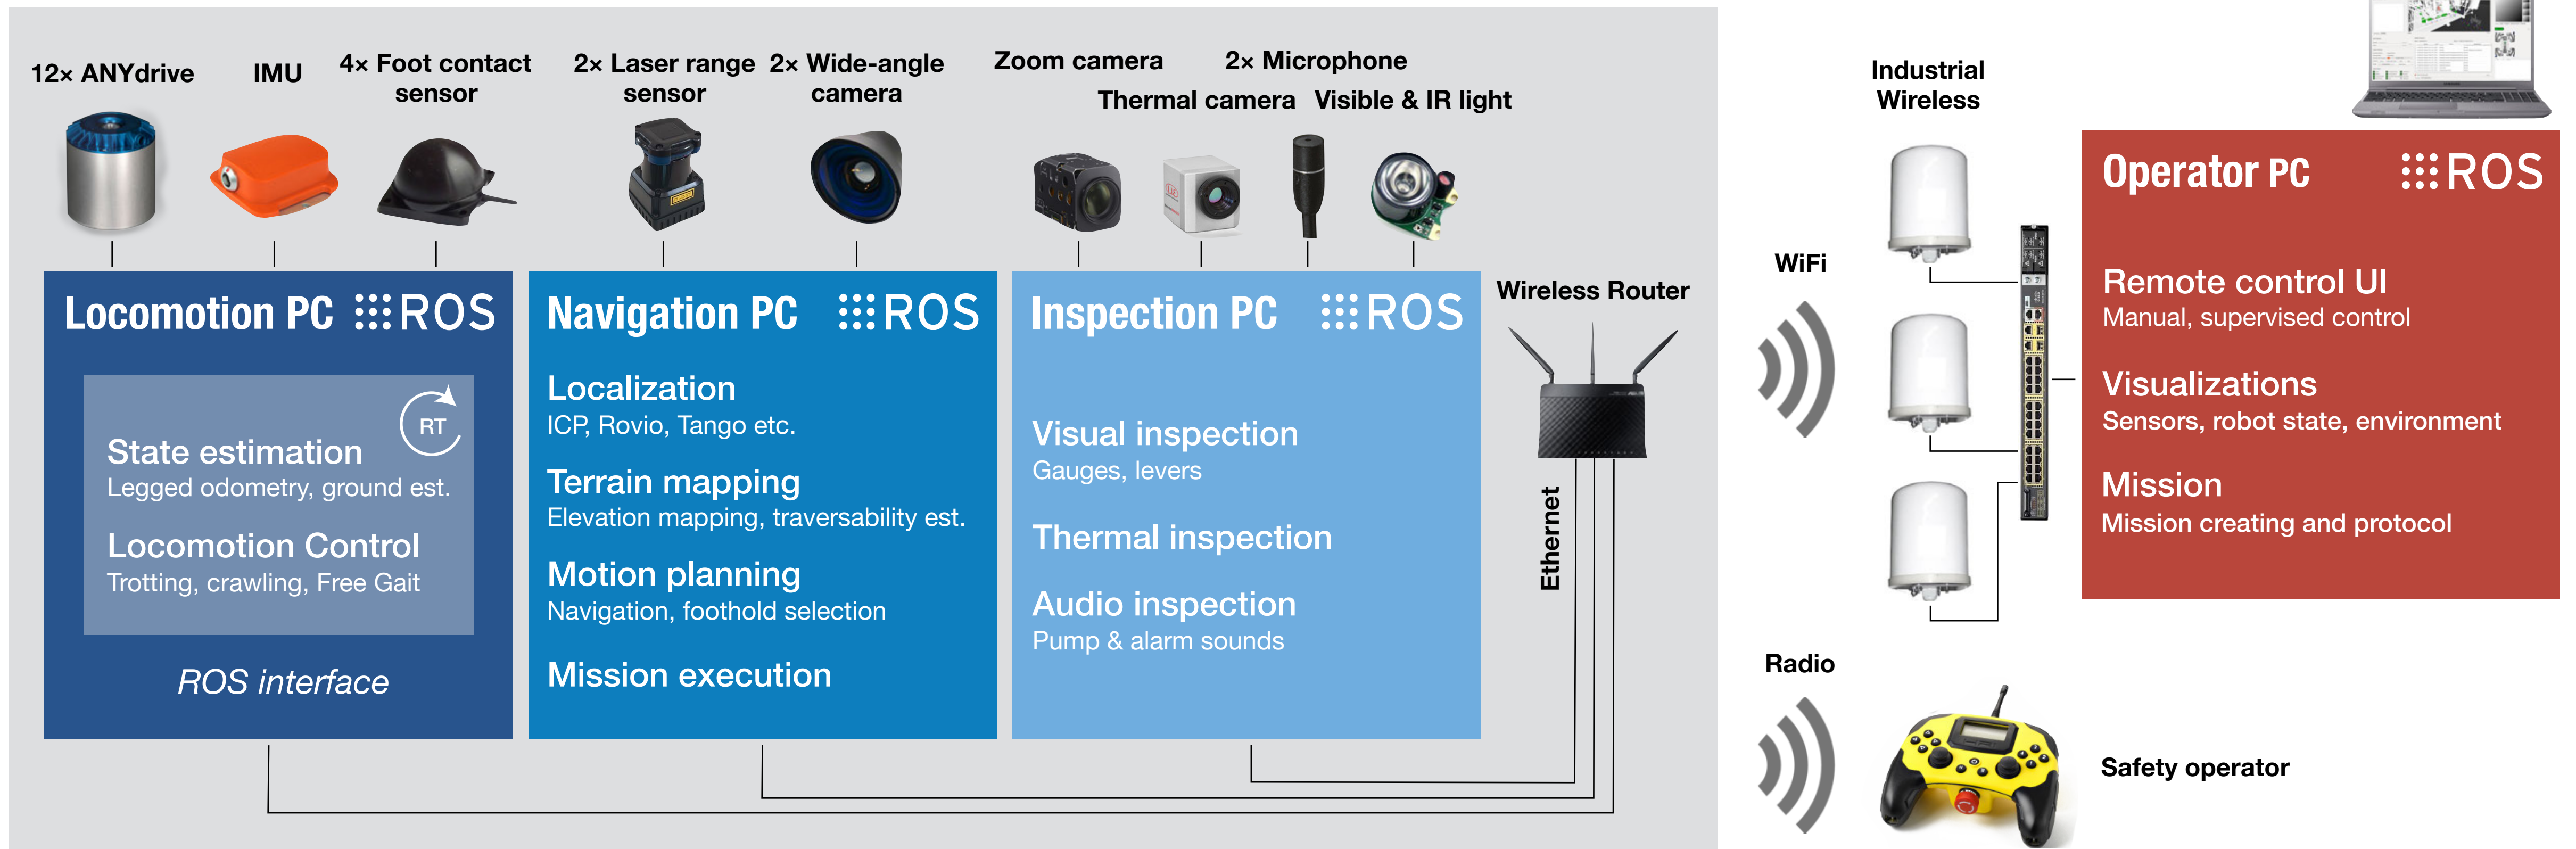 12× ANYdrive
IMU
4× Foot contact
sensor
2× Laser range
sensor
2× Wide-angle
camera
Zoom camera
Thermal camera
2× Microphone
Visible & IR light
Locomotion PC ROS
RT
State estimation
Legged odometry, ground est.
Locomotion Control
Trotting, crawling, Free Gait
ROS interface
Navigation PC ROS
Localization
ICP, Rovio, Tango etc.
Terrain mapping
Elevation mapping, traversability est.
Motion planning
Navigation, foothold selection
Mission execution
Inspection PC ROS
Visual inspection
Gauges, levers
Thermal inspection
Audio inspection
Pump & alarm sounds
Wireless Router
Ethernet
WiFi
Industrial
Wireless
Operator PC ROS
Remote control UI
Manual, supervised control
Visualizations
Sensors, robot state, environment
Mission
Mission creating and protocol
Radio
Safety operator